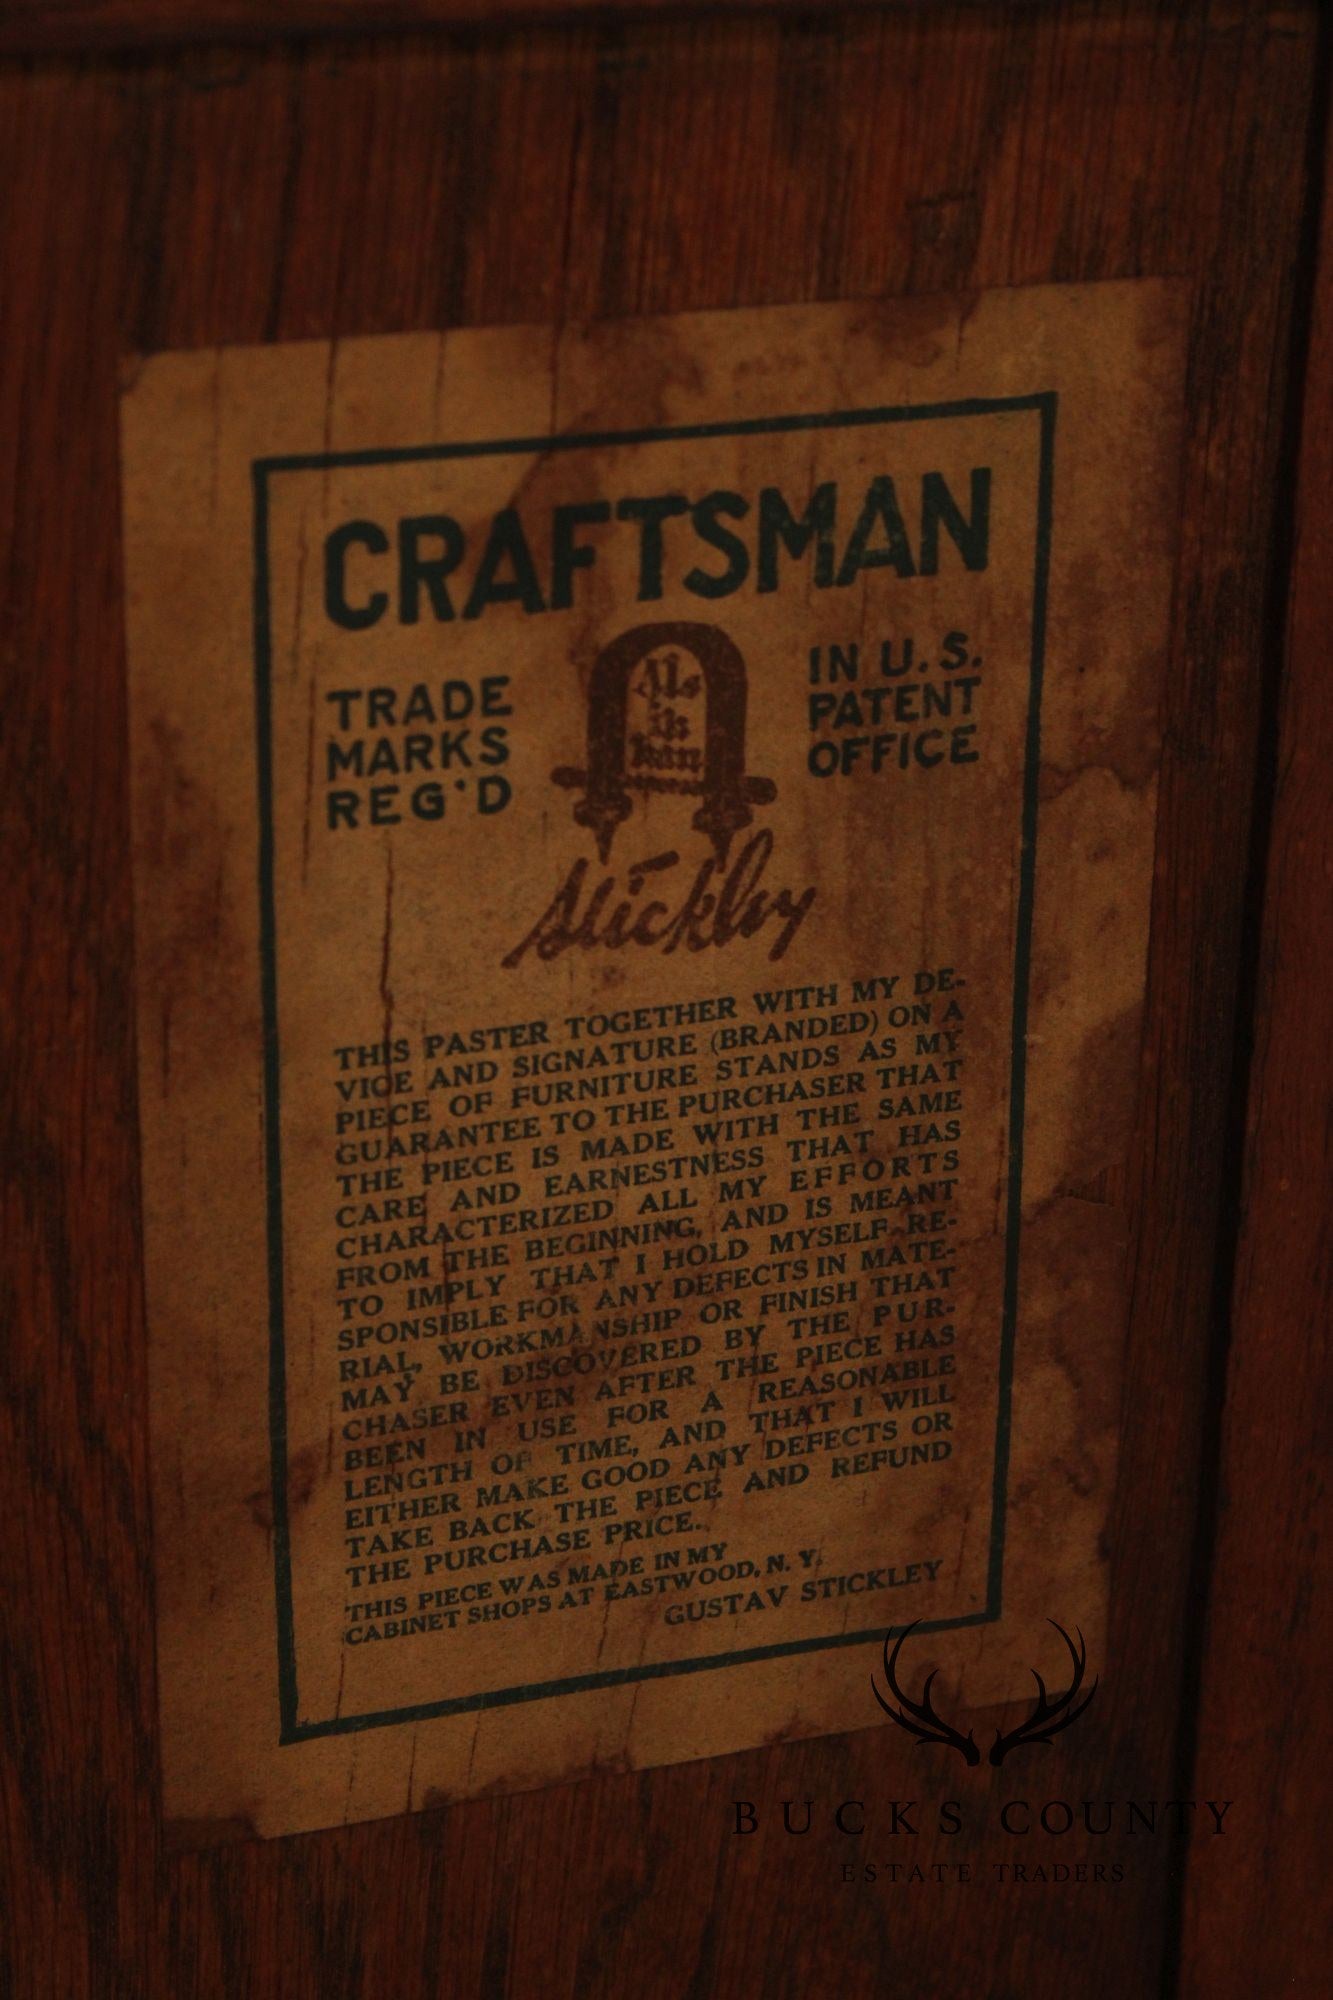 CRAFTSMAN
TRADE
MARKS
REG'D
Als
ik
kan
IN U.S.
PATENT
OFFICE
Stickley
THIS PASTER TOGETHER WITH MY DE-
VICE AND SIGNATURE (BRANDED) ON A
PIECE OF FURNITURE STANDS AS MY
GUARANTEE TO THE PURCHASER THAT
THE PIECE IS MADE WITH THE SAME
CARE AND EARNESTNESS THAT HAS
CHARACTERIZED ALL MY EFFORTS
FROM THE BEGINNING, AND IS MEANT
TO IMPLY THAT I HOLD MYSELF RE-
SPONSIBLE FOR ANY DEFECTS IN MATE-
RIAL, WORKMANSHIP OR FINISH THAT
MAY BE DISCOVERED BY THE PUR-
CHASER EVEN AFTER THE PIECE HAS
BEEN IN USE FOR A REASONABLE
LENGTH OF TIME, AND THAT I WILL
EITHER MAKE GOOD ANY DEFECTS OR
TAKE BACK THE PIECE AND REFUND
THE PURCHASE PRICE.
THIS PIECE WAS MADE IN MY
CABINET SHOPS AT EASTWOOD, N. Y.
GUSTAV STICKLEY
BUCKS COUNTY
ESTATE TRADERS